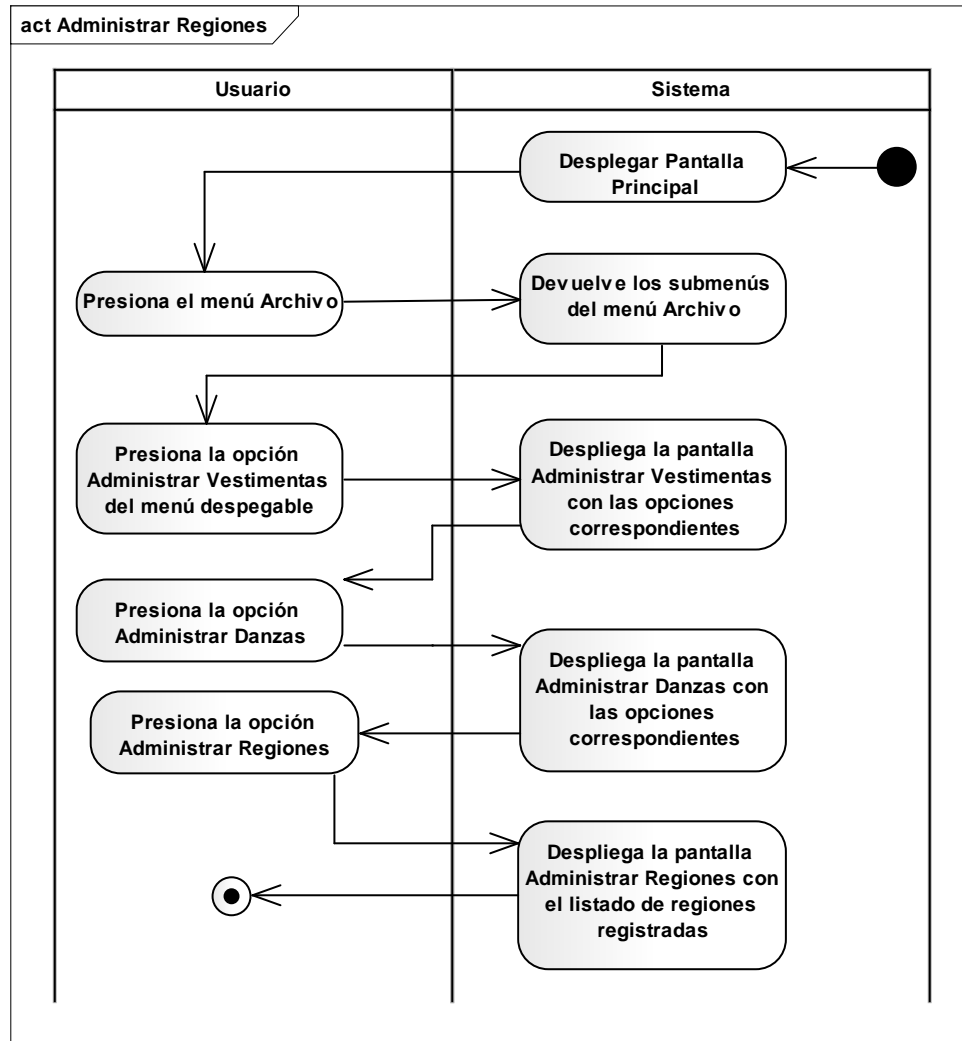 act Administrar Regiones
Usuario
Sistema
Desplegar Pantalla
Principal
Presiona el menú Archivo
Devuelve los submenús
del menú Archivo
Presiona la opción
Administrar Vestimentas
del menú despegable
Despliega la pantalla
Administrar Vestimentas
con las opciones
correspondientes
Presiona la opción
Administrar Danzas
Despliega la pantalla
Administrar Danzas con
las opciones
correspondientes
Presiona la opción
Administrar Regiones
Despliega la pantalla
Administrar Regiones con
el listado de regiones
registradas